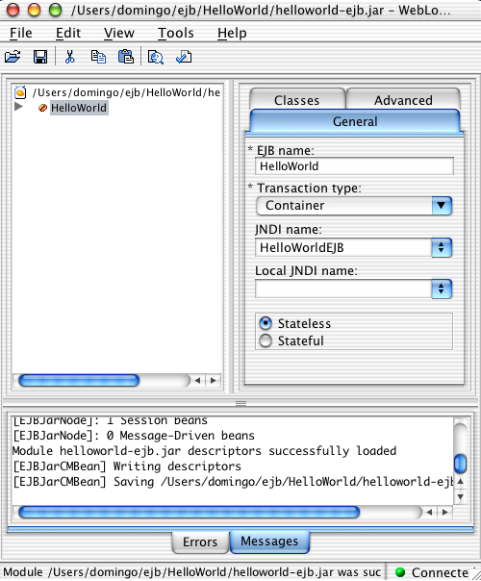 /Users/domingo/ejb/HelloWorld/helloworld-ejb.jar – WebLo...
File Edit View Tools Help
/Users/domingo/ejb/HelloWorld/he
HelloWorld
Classes Advanced
General
* EJB name:
HelloWorld
* Transaction type:
Container
JNDI name:
HelloWorldEJB
Local JNDI name:
Stateless
Stateful
[EJBJarNode]: 1 Session beans
[EJBJarNode]: 0 Message-Driven beans
Module helloworld-ejb.jar descriptors successfully loaded
[EJBJarCMBean] Writing descriptors
[EJBJarCMBean] Saving /Users/domingo/ejb/HelloWorld/helloworld-ejb
Errors Messages
Module /Users/domingo/ejb/HelloWorld/helloworld-ejb.jar was suc Connecte